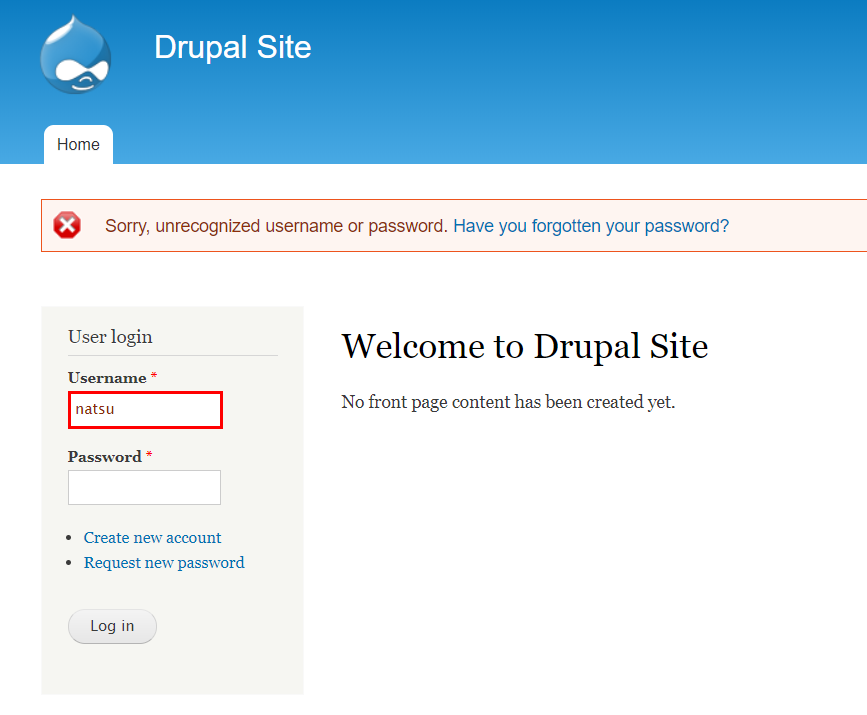 Drupal Site
Home
Sorry, unrecognized username or password. Have you forgotten your password?
User login
Username *
natsu
Password *
Create new account
Request new password
Log in
Welcome to Drupal Site
No front page content has been created yet.